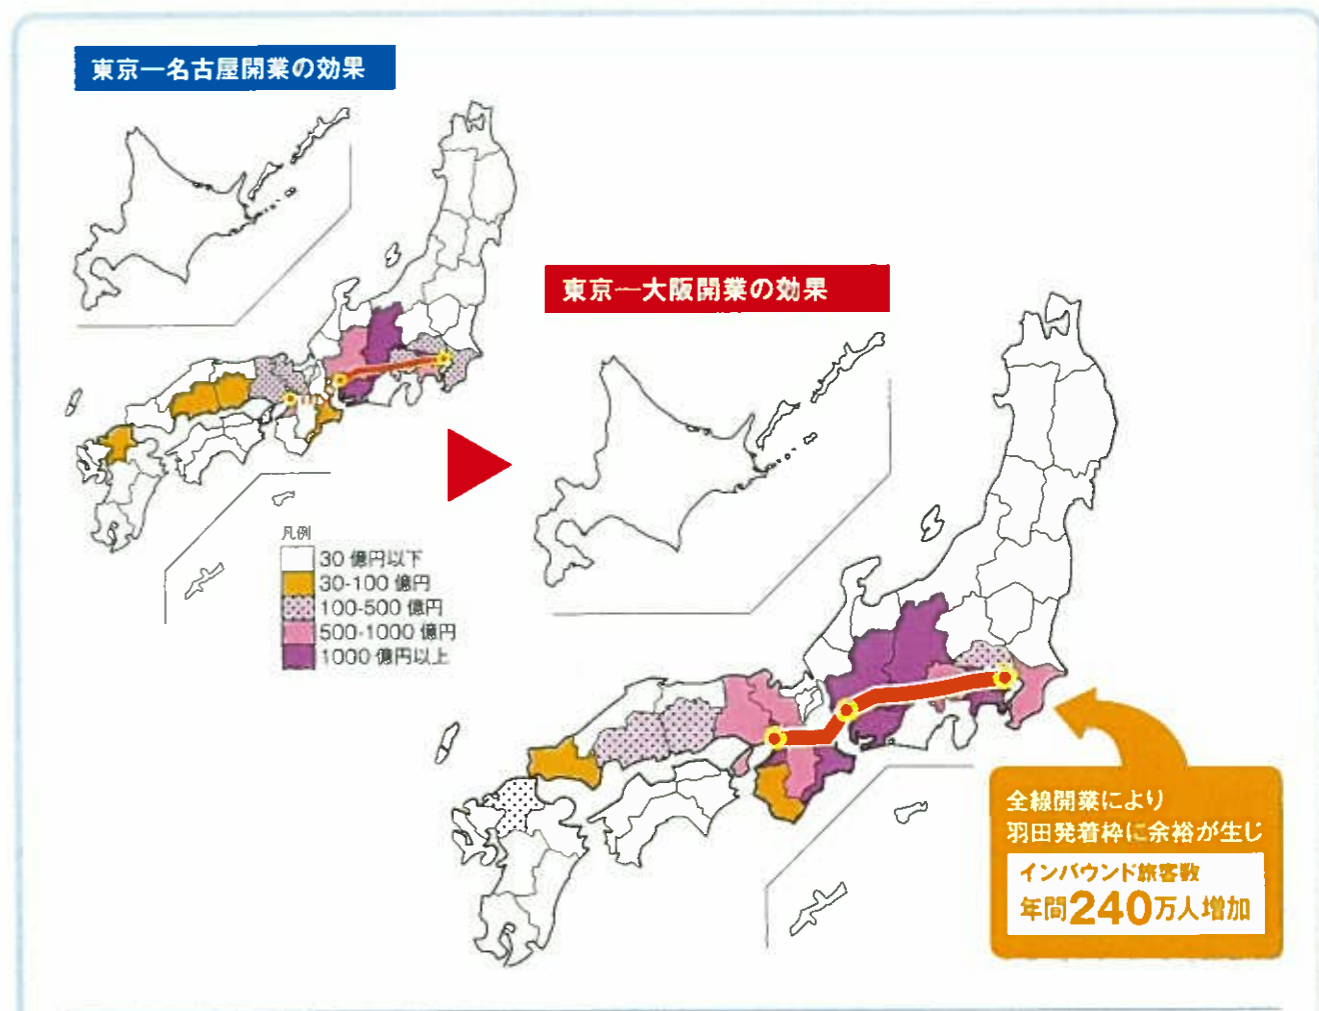 東京―名古屋開業の効果
東京―大阪開業の効果
凡例
30 億円以下
30-100 億円
100-500 億円
500-1000 億円
1000 億円以上
全線開業により
羽田発着枠に余裕が生じ
インバウンド旅客数
年間240万人増加